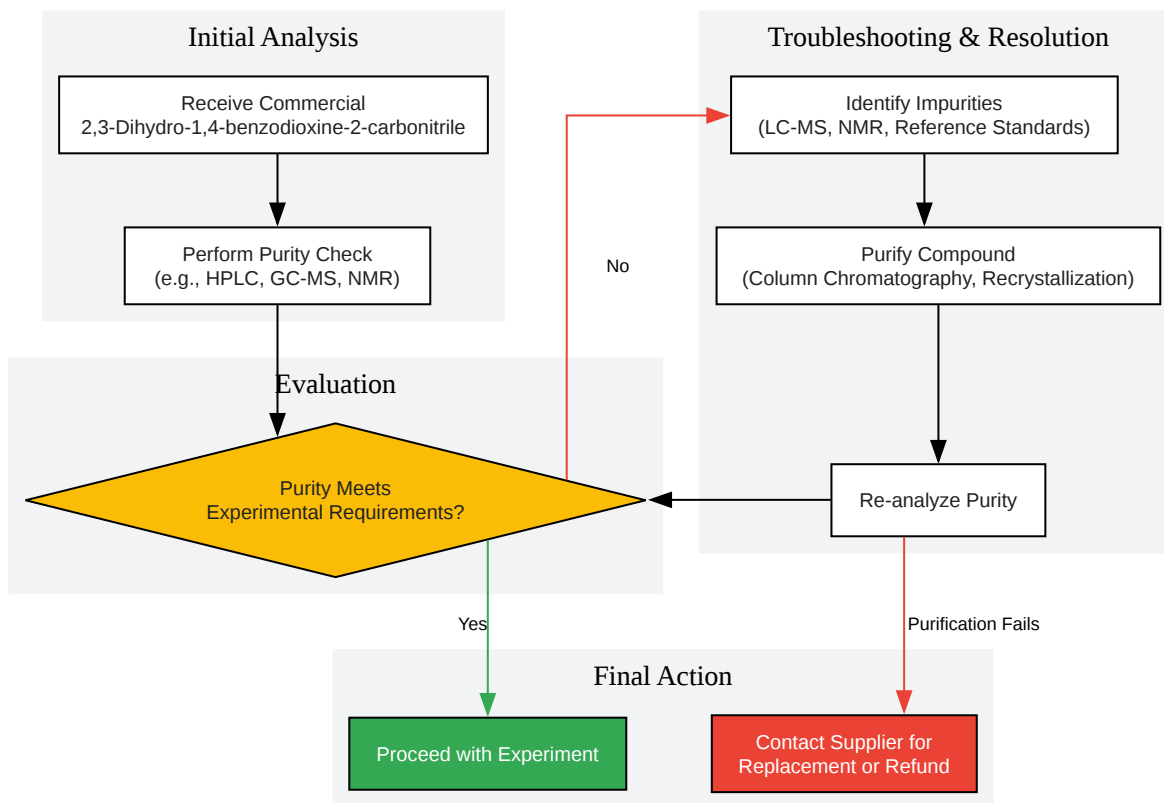 Initial Analysis
Receive Commercial
2,3-Dihydro-1,4-benzodioxine-2-carbonitrile
Perform Purity Check
(e.g., HPLC, GC-MS, NMR)
Evaluation
Purity Meets
Experimental Requirements?
No
Yes
Troubleshooting & Resolution
Identify Impurities
(LC-MS, NMR, Reference Standards)
Purify Compound
(Column Chromatography, Recrystallization)
Re-analyze Purity
Purification Fails
Final Action
Proceed with Experiment
Contact Supplier for
Replacement or Refund